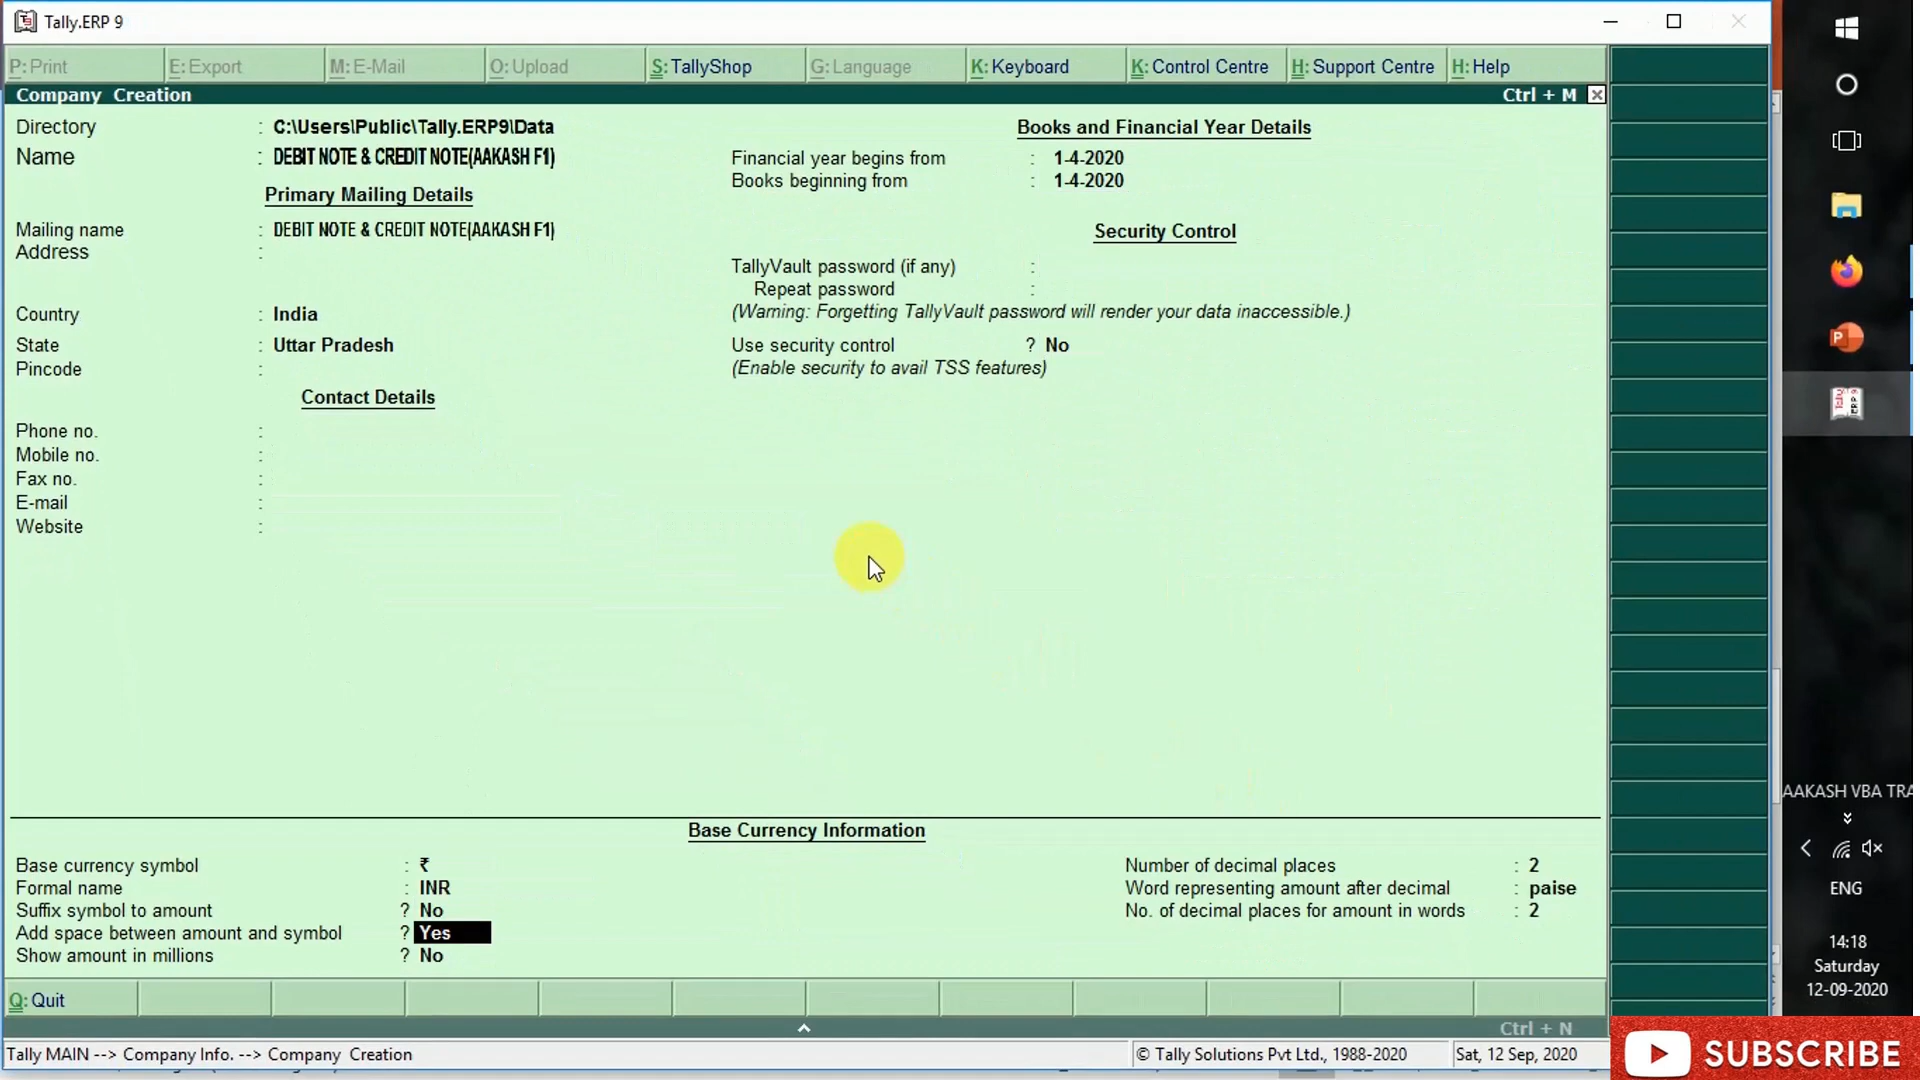 Tally.ERP 9
P: Print E: Export M: E-Mail O: Upload S: TallyShop G: Language K: Keyboard K: Control Centre H: Support Centre H: Help
Company Creation Ctrl + M
Directory : C:\Users\Public\Tally.ERP9\Data
Name : DEBIT NOTE & CREDIT NOTE(AAKASH F1)
Primary Mailing Details
Mailing name : DEBIT NOTE & CREDIT NOTE(AAKASH F1)
Address :
Country : India
State : Uttar Pradesh
Pincode :
Contact Details
Phone no. :
Mobile no. :
Fax no. :
E-mail :
Website :
Books and Financial Year Details
Financial year begins from : 1-4-2020
Books beginning from : 1-4-2020
Security Control
TallyVault password (if any) :
Repeat password :
(Warning: Forgetting TallyVault password will render your data inaccessible.)
Use security control ? No
(Enable security to avail TSS features)
Base Currency Information
Base currency symbol : ₹
Formal name : INR
Suffix symbol to amount ? No
Add space between amount and symbol ? Yes
Show amount in millions ? No
Number of decimal places : 2
Word representing amount after decimal : paise
No. of decimal places for amount in words : 2
Q: Quit
Ctrl + N
Tally MAIN --> Company Info. --> Company Creation © Tally Solutions Pvt Ltd., 1988-2020 Sat, 12 Sep, 2020
Tally ERP 9
AAKASH VBA TRA
ENG
14:18
Saturday
12-09-2020
SUBSCRIBE